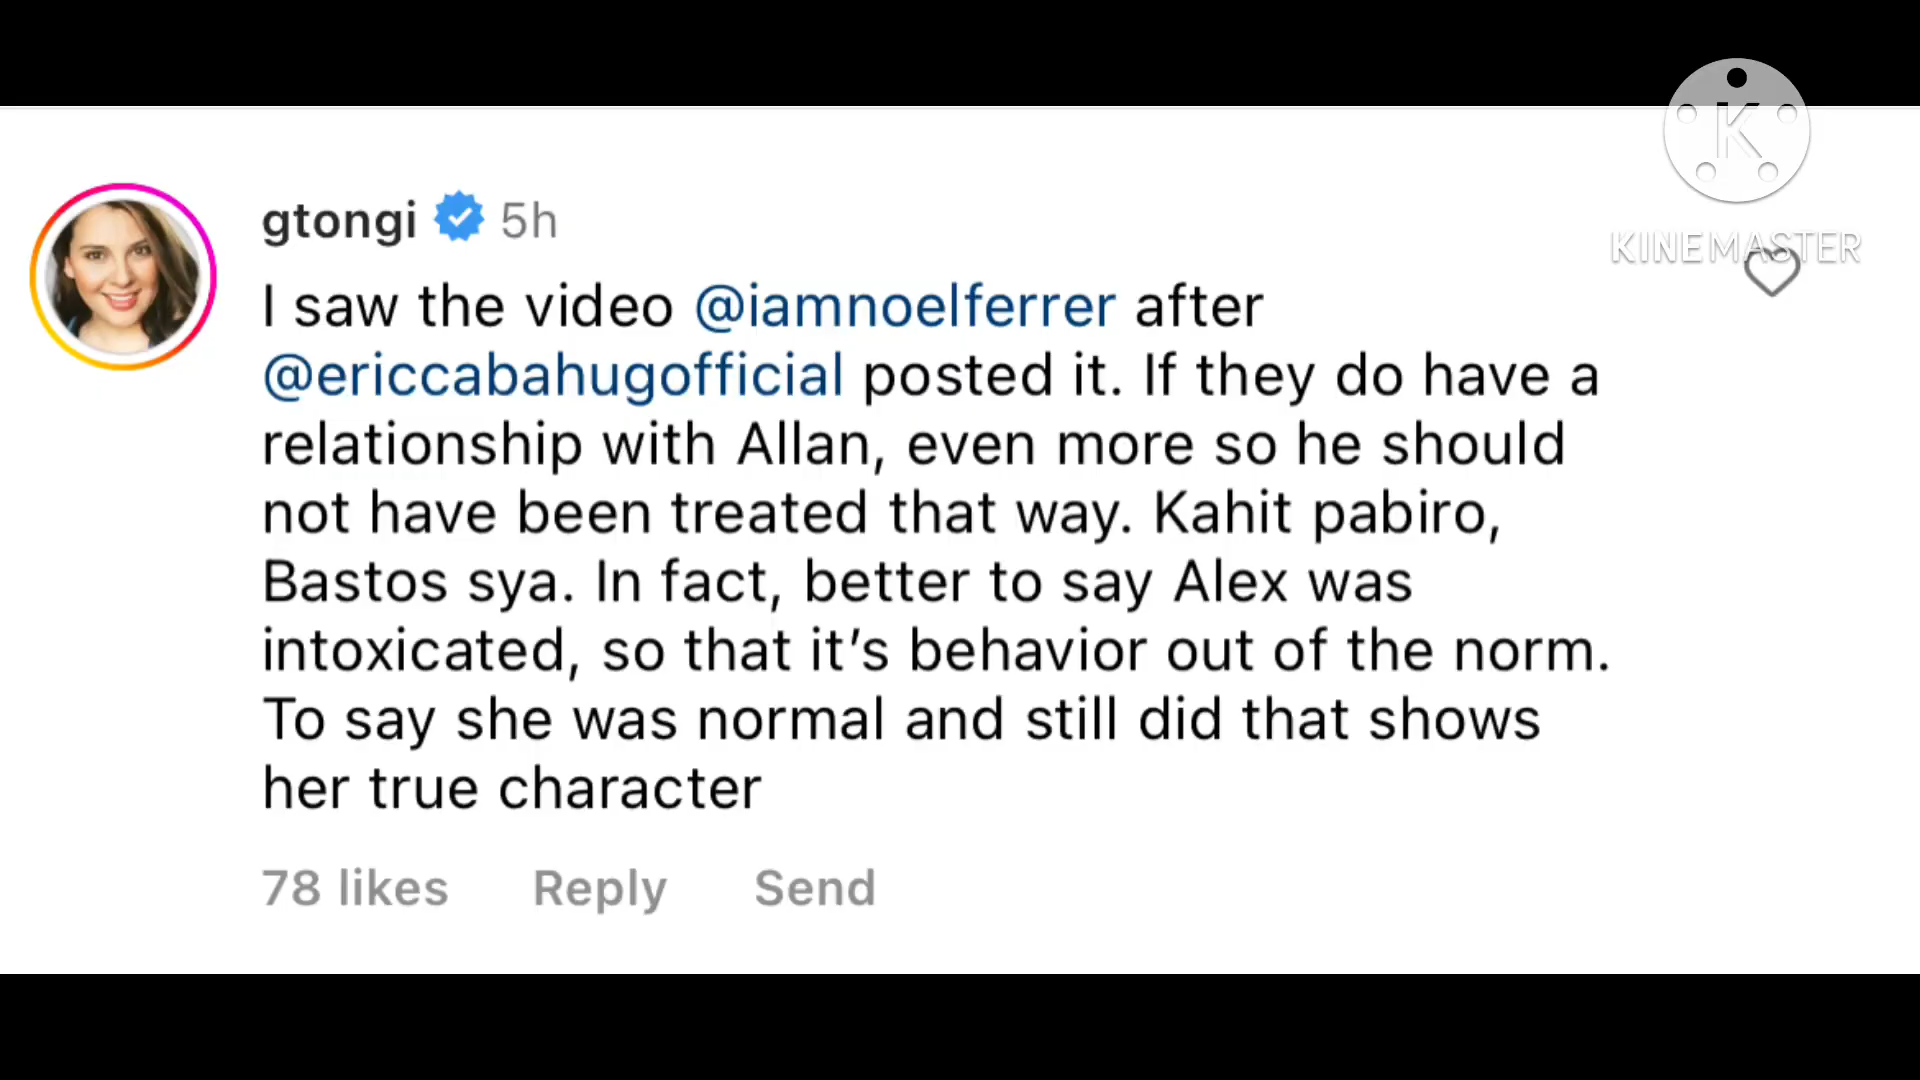 gtongi 5h
I saw the video @iamnoelferrer after
@ericcabahugofficial posted it. If they do have a
relationship with Allan, even more so he should
not have been treated that way. Kahit pabiro,
Bastos sya. In fact, better to say Alex was
intoxicated, so that it’s behavior out of the norm.
To say she was normal and still did that shows
her true character
78 likes Reply Send
K
KINEMASTER